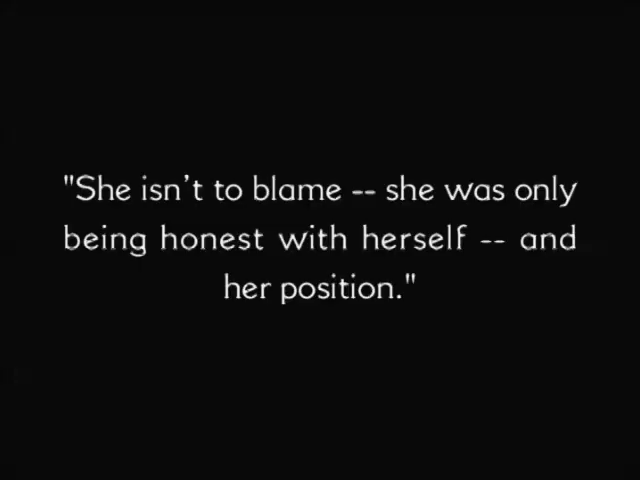 "She isn't to blame -- she was only
being honest with herself -- and
her position."